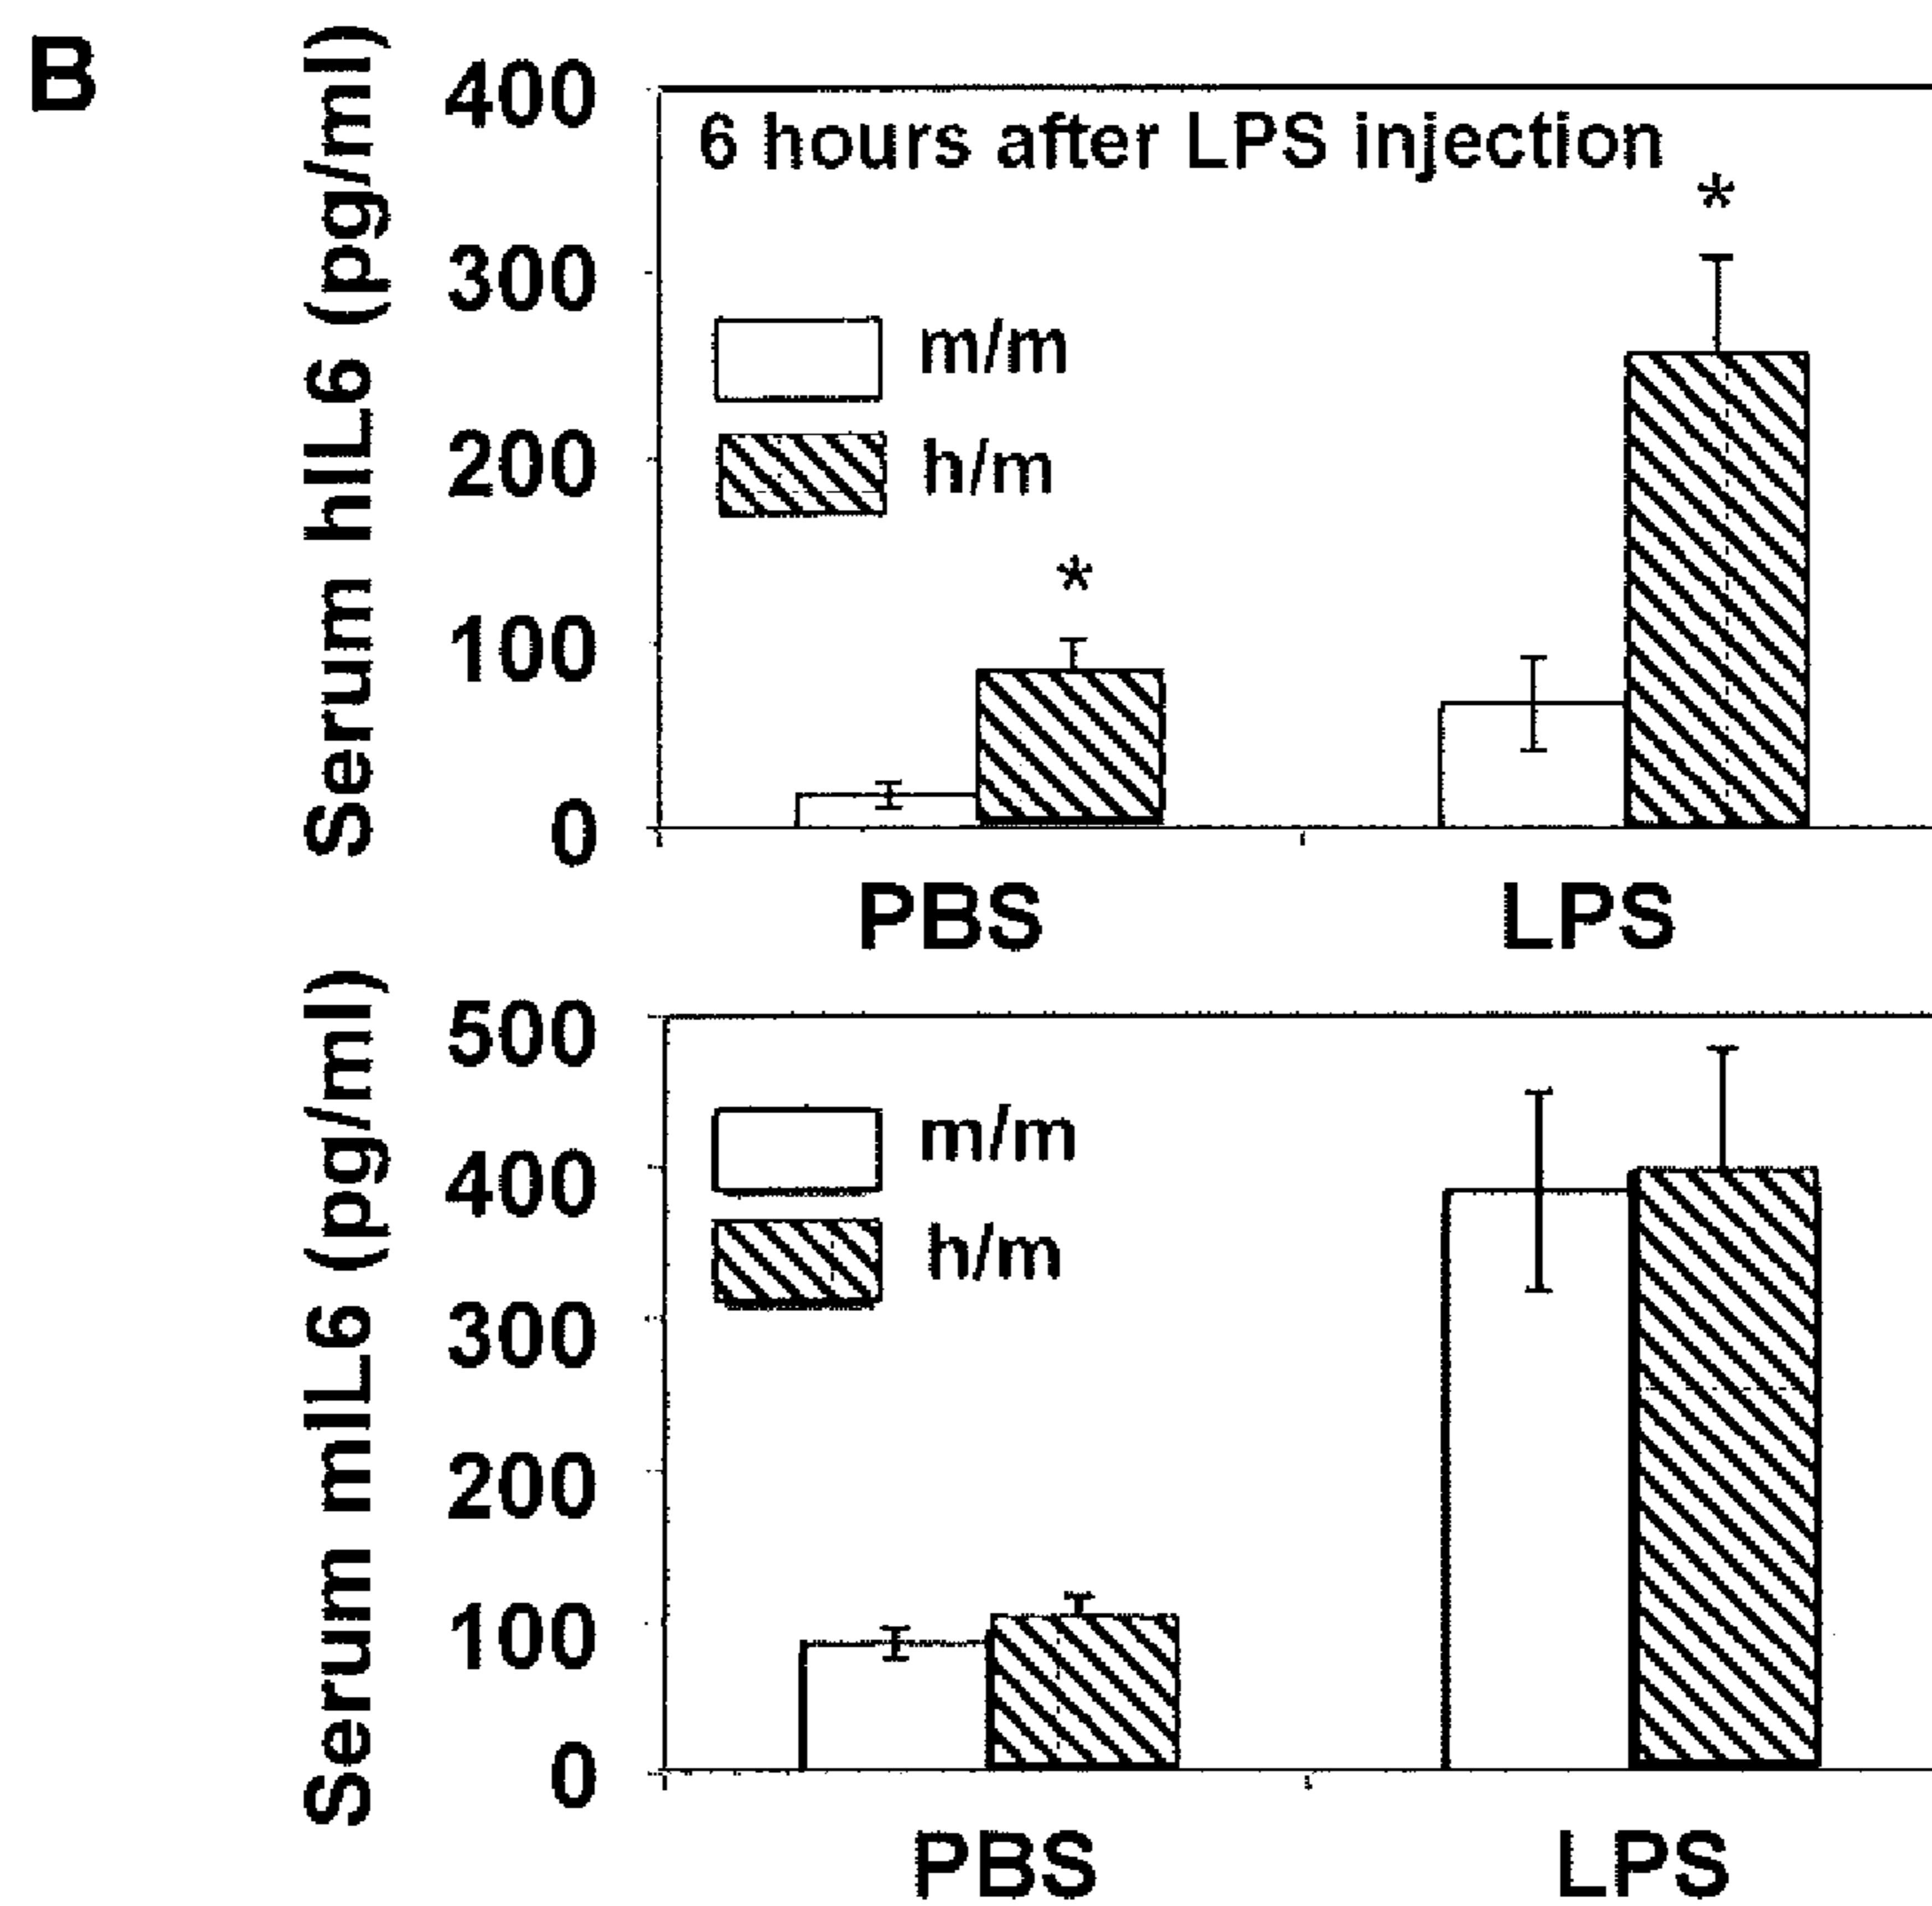 B
Serum hIL6 (pg/ml)
400
300
200
100
0
6 hours after LPS injection
*
m/m
h/m
*
PBS LPS
Serum mIL6 (pg/ml)
500
400
300
200
100
0
m/m
h/m
PBS LPS